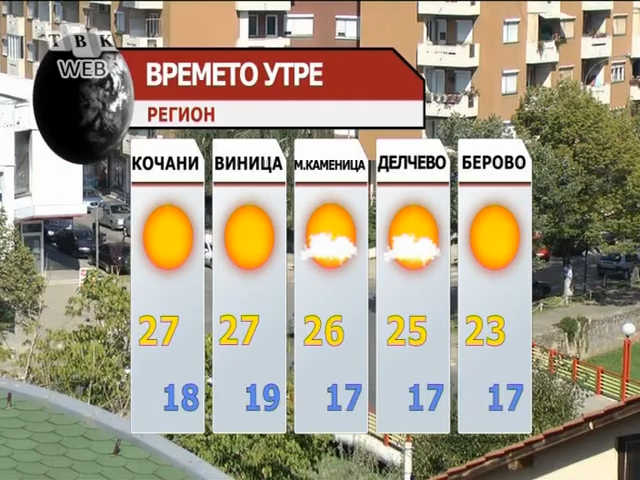 ТВК
WEB
ВРЕМЕТО УТРЕ
РЕГИОН
КОЧАНИ ВИНИЦА М.КАМЕНИЦА ДЕЛЧЕВО БЕРОВО
27 27 26 25 23
18 19 17 17 17